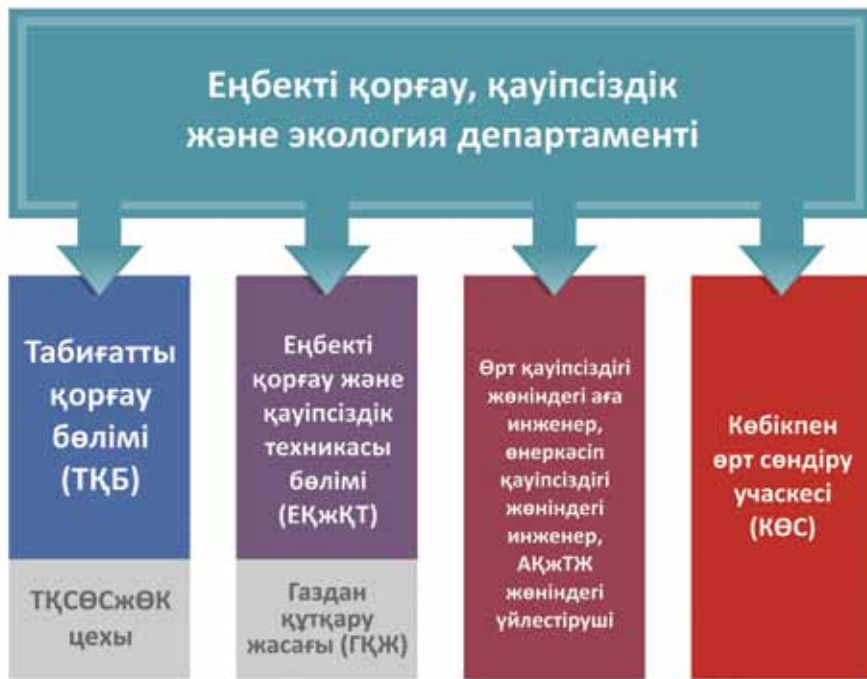 Еңбекті қорғау, қауіпсіздік
және экология департаменті
Табиғатты
қорғау
бөлімі
(ТҚБ)
ТҚСӨСжӨК
цехы
Еңбекті
қорғау және
қауіпсіздік
техникасы
бөлімі
(ЕҚжҚТ)
Газдан
құтқару
жасағы (ГҚЖ)
Өрт қауіпсіздігі
жөніндегі аға
инженер,
өнеркәсіп
қауіпсіздігі
жөніндегі
инженер,
АҚжТЖ
жөніндегі
үйлестіруші
Көбікпен
өрт сөндіру
учаскесі
(КӨС)